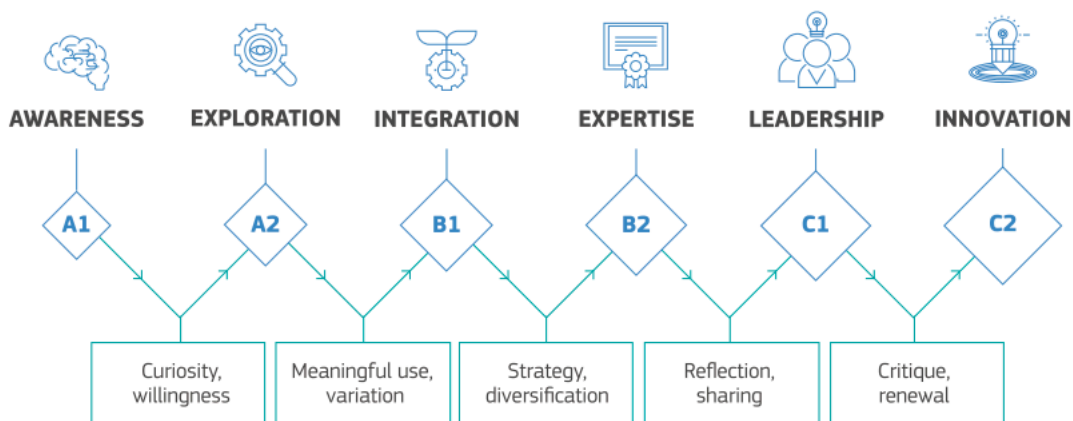 AWARENESS
EXPLORATION
INTEGRATION
EXPERTISE
LEADERSHIP
INNOVATION
A1
A2
B1
B2
C1
C2
Curiosity,
willingness
Meaningful use,
variation
Strategy,
diversification
Reflection,
sharing
Critique,
renewal